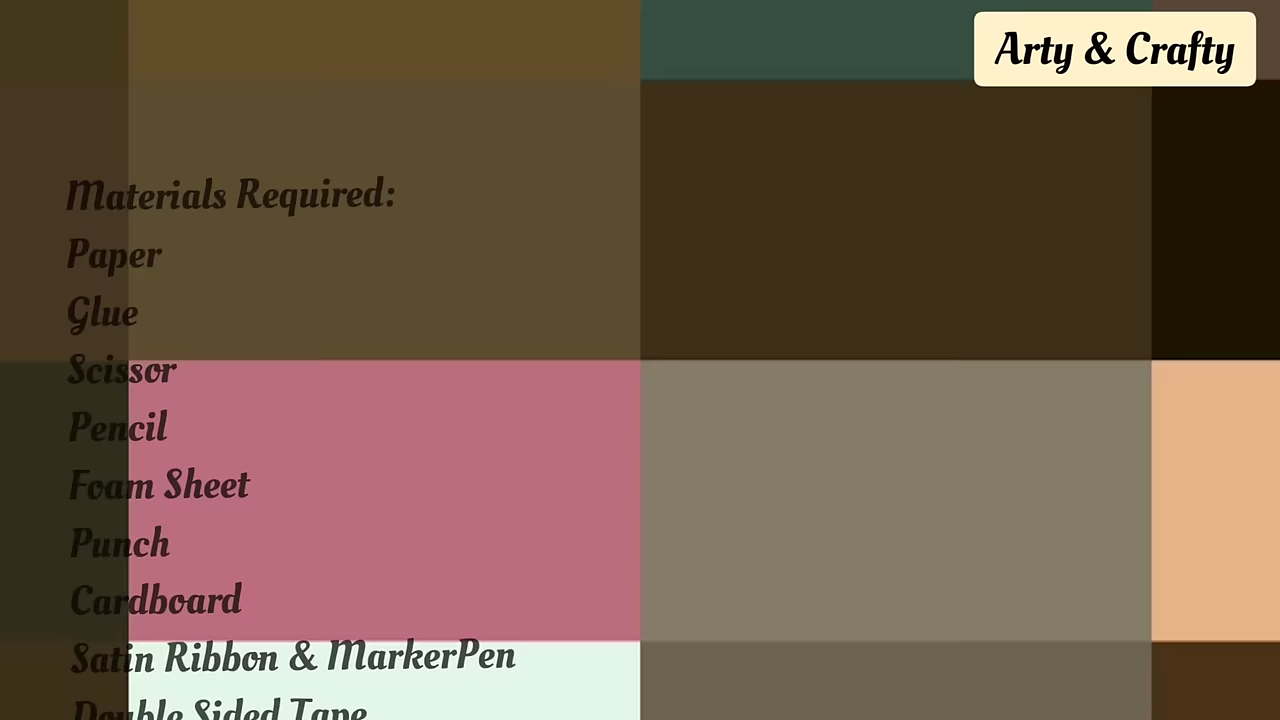 Arty & Crafty
Materials Required:
Paper
Glue
Scissor
Pencil
Foam Sheet
Punch
Cardboard
Satin Ribbon & MarkerPen
Double Sided Tape